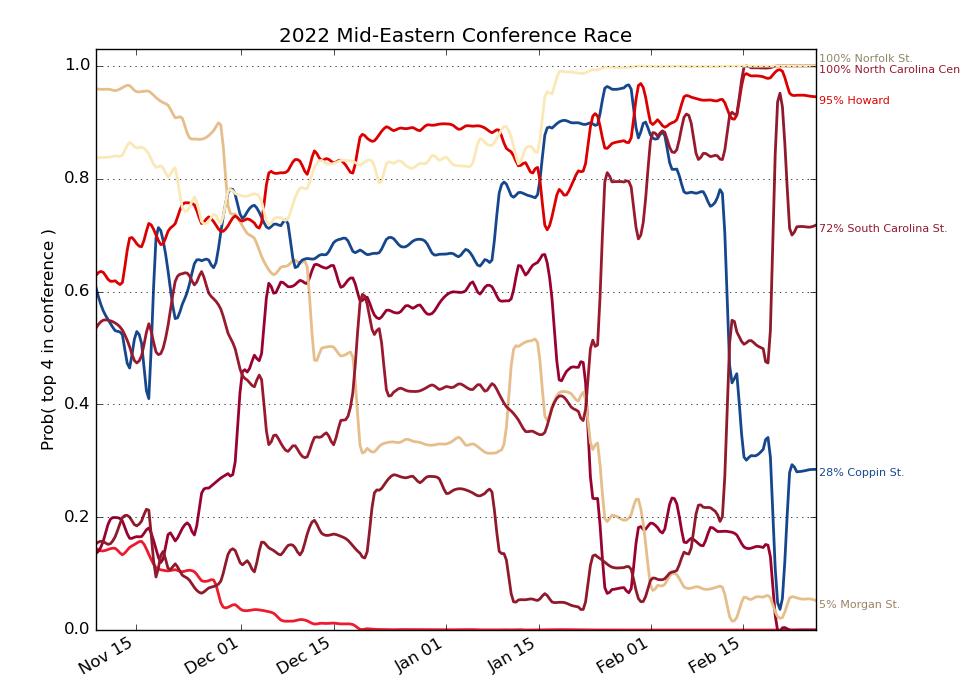 2022 Mid-Eastern Conference Race
Prob( top 4 in conference )
1.0
0.8
0.6
0.4
0.2
0.0
Nov 15
Dec 01
Dec 15
Jan 01
Jan 15
Feb 01
Feb 15
100% Norfolk St.
100% North Carolina Cen
95% Howard
72% South Carolina St.
28% Coppin St.
5% Morgan St.